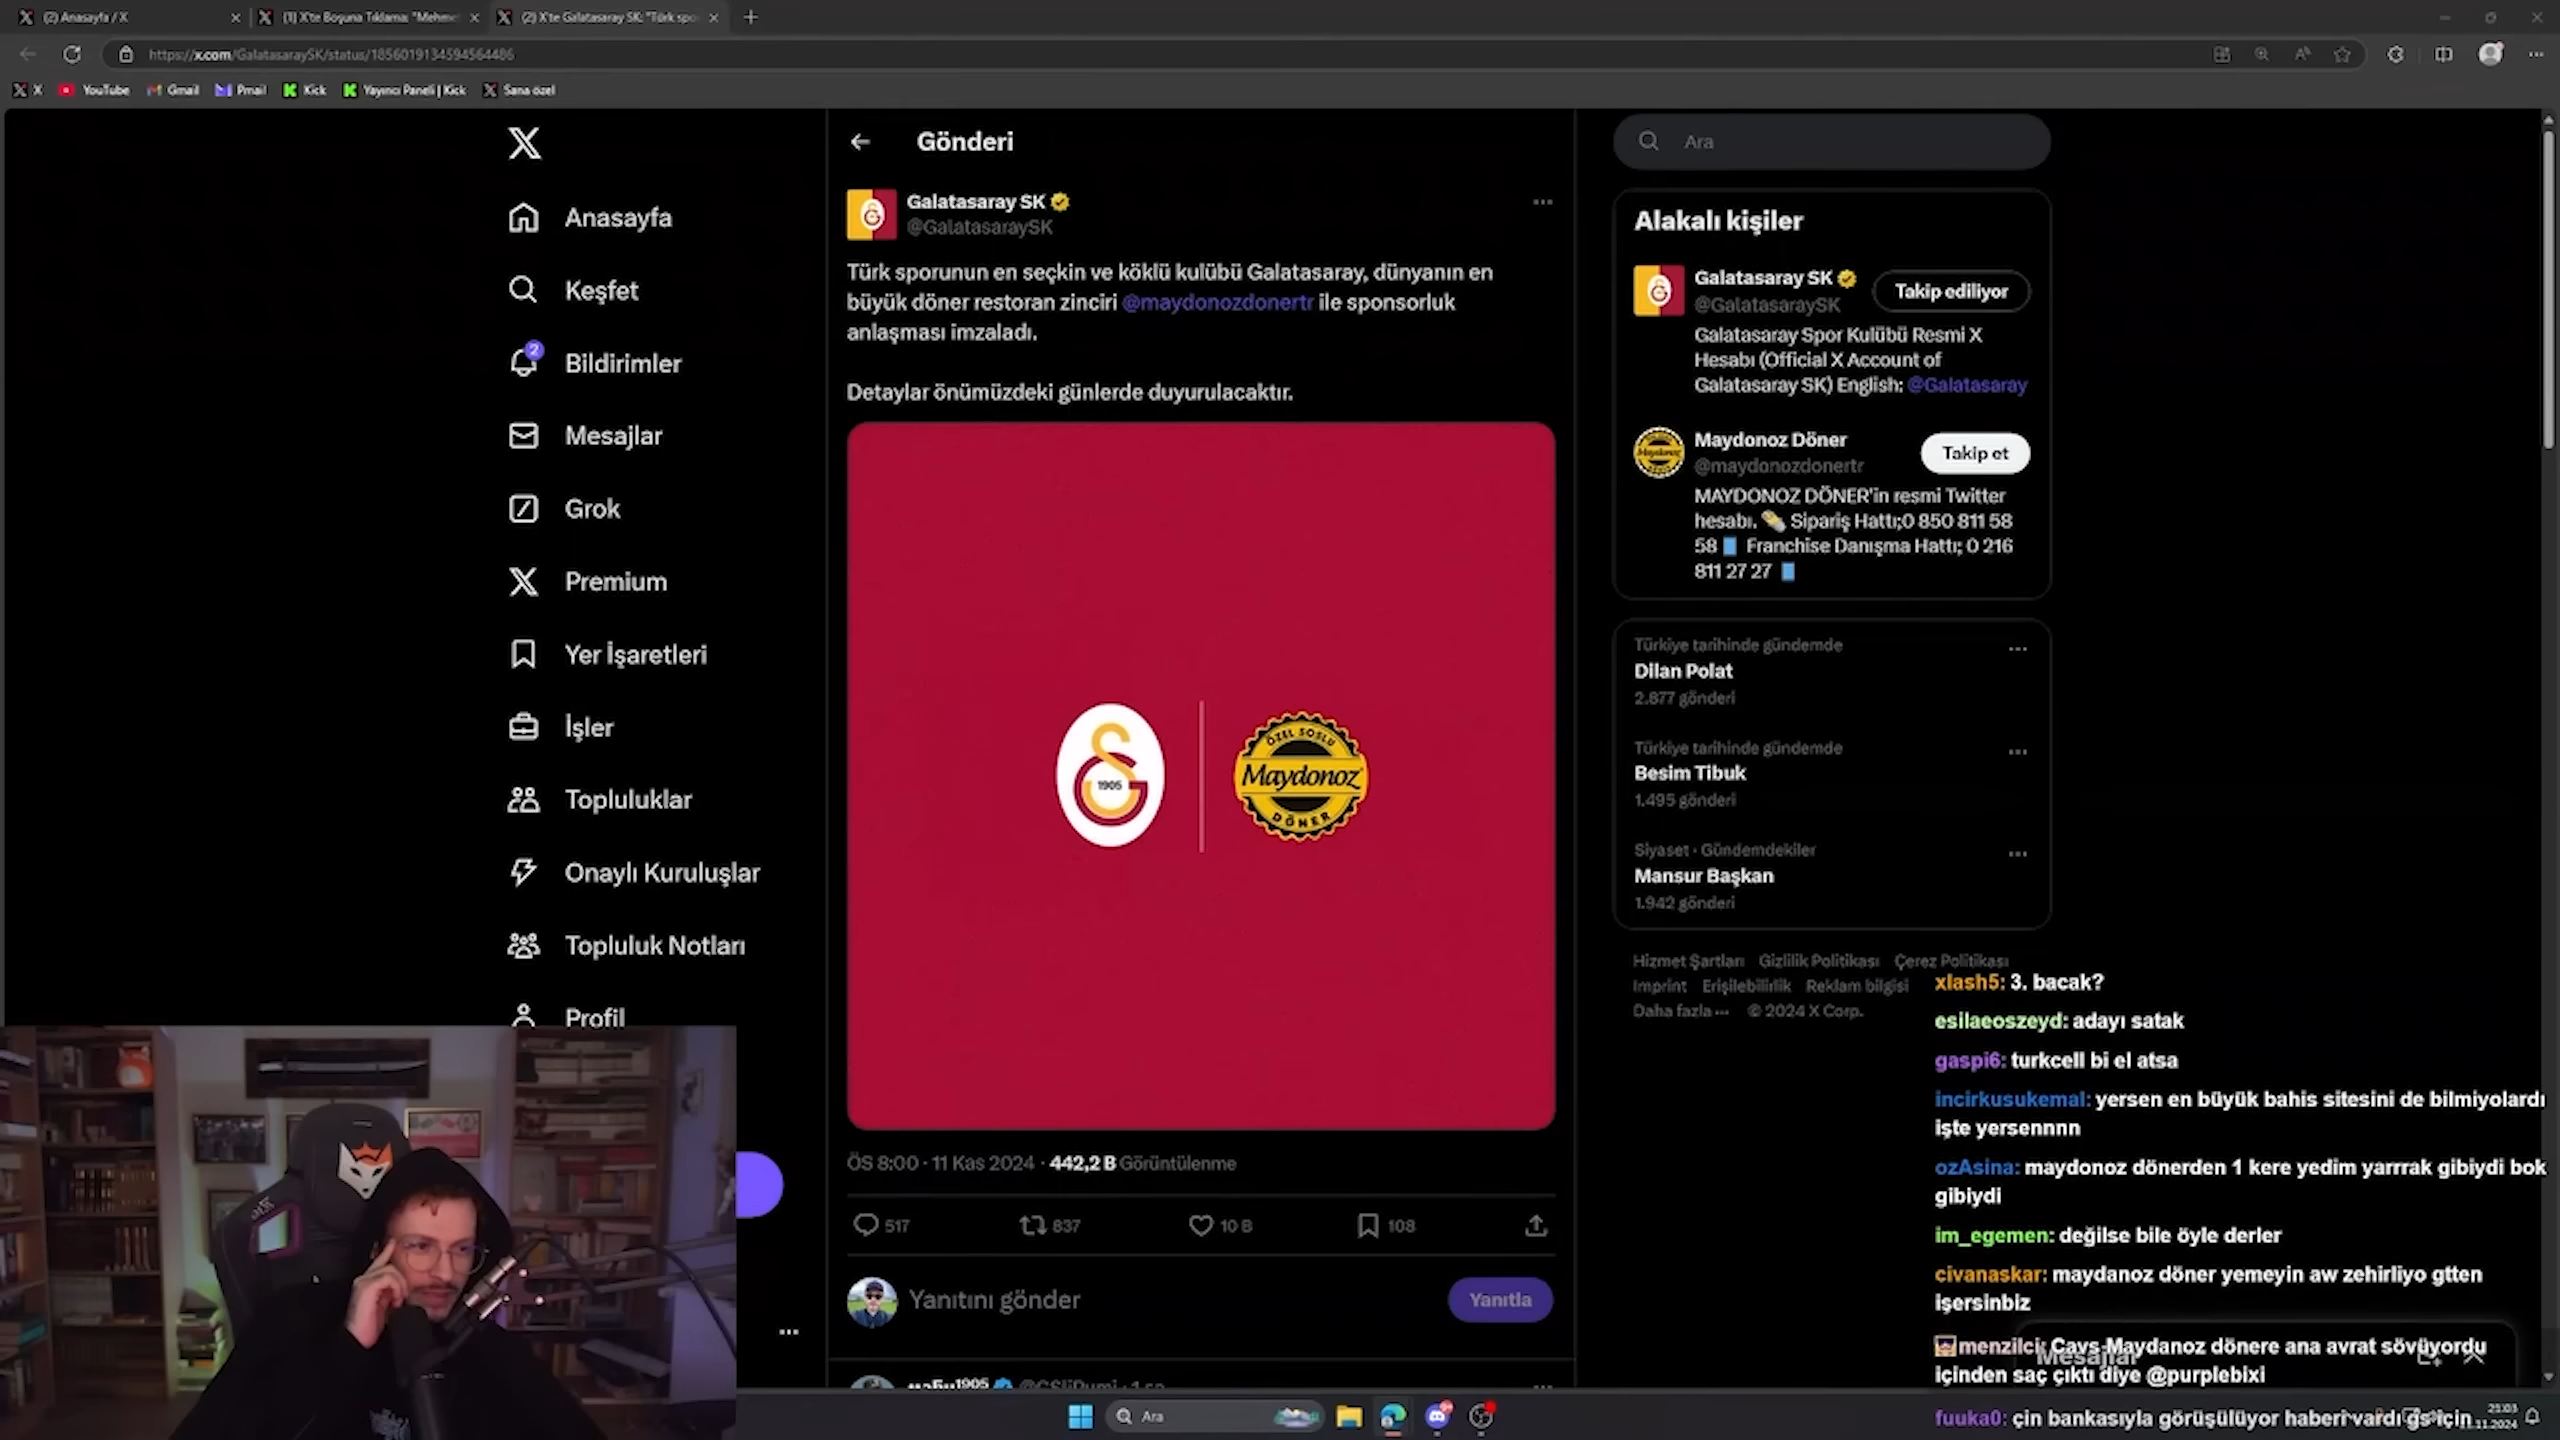 (2) Anasayfa / X
(1) X'te Boşuna Tıklama: "Mehme
(2) X'te Galatasaray SK: "Türk spo
https://x.com/GalatasaraySK/status/1856019134594564486
X
YouTube
Gmail
Pmail
Kick
Yayıncı Paneli | Kick
Sana özel
Anasayfa
Keşfet
2
Bildirimler
Mesajlar
Grok
Premium
Yer İşaretleri
İşler
Topluluklar
Onaylı Kuruluşlar
Topluluk Notları
Profil
Gönderi
Galatasaray SK
@GalatasaraySK
Türk sporunun en seçkin ve köklü kulübü Galatasaray, dünyanın en
büyük döner restoran zinciri @maydonozdonertr ile sponsorluk
anlaşması imzaladı.
Detaylar önümüzdeki günlerde duyurulacaktır.
1905
ÖZEL SOSLU
Maydonoz
DÖNER
ÖS 8:00 · 11 Kas 2024 · 442,2 B Görüntülenme
517
837
10 B
108
Yanıtını gönder
Yanıtla
Ara
Alakalı kişiler
Galatasaray SK
@GalatasaraySK
Takip ediliyor
Galatasaray Spor Kulübü Resmi X
Hesabı (Official X Account of
Galatasaray SK) English: @Galatasaray
Maydonoz Döner
@maydonozdonertr
Takip et
MAYDONOZ DÖNER'in resmi Twitter
hesabı. 🌯 Sipariş Hattı;0 850 811 58
58 Franchise Danışma Hattı; 0 216
811 27 27
Türkiye tarihinde gündemde
Dilan Polat
2.877 gönderi
Türkiye tarihinde gündemde
Besim Tibuk
1.495 gönderi
Siyaset · Gündemdekiler
Mansur Başkan
1.942 gönderi
Hizmet Şartları Gizlilik Politikası Çerez Politikası
Imprint Erişilebilirlik Reklam bilgisi
Daha fazla ··· © 2024 X Corp.
xlash5: 3. bacak?
esilaeoszeyd: adayı satak
gaspi6: turkcell bi el atsa
incirkusukemal: yersen en büyük bahis sitesini de bilmiyolardı
işte yersennnn
ozAsina: maydonoz dönerden 1 kere yedim yarrrak gibiydi bok
gibiydi
im_egemen: değilse bile öyle derler
civanaskar: maydanoz döner yemeyin aw zehirliyo gtten
işersinbiz
menzilci: Cavs Maydanoz dönere ana avrat sövüyordu
içinden saç çıktı diye @purplebixi
Mesajlar
fuuka0: çin bankasıyla görüşülüyor haberi vardı gs için
Ara
21:03